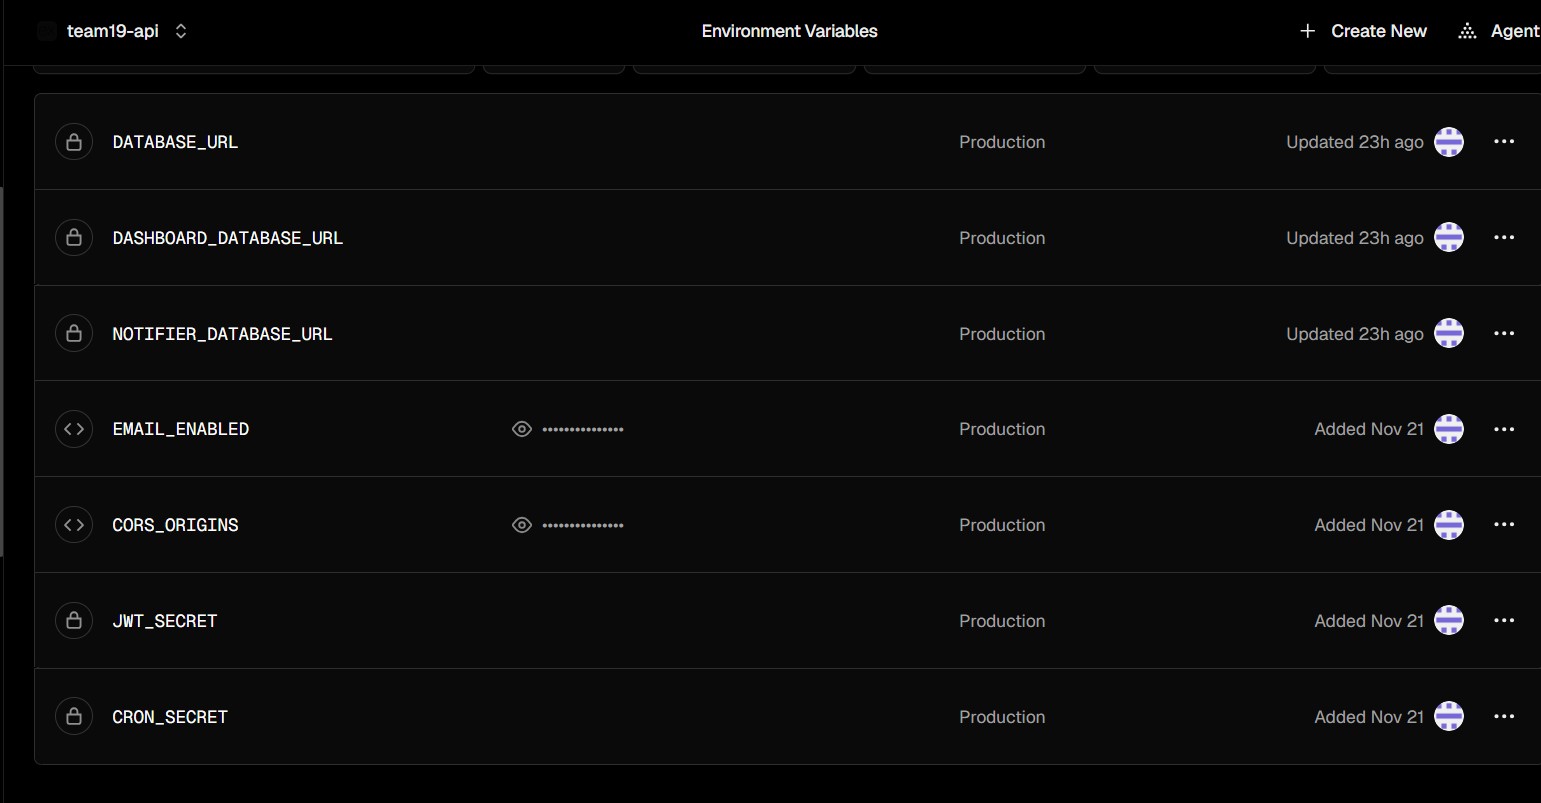 team19-api
Environment Variables
Create New
Agent
DATABASE_URL Production Updated 23h ago
DASHBOARD_DATABASE_URL Production Updated 23h ago
NOTIFIER_DATABASE_URL Production Updated 23h ago
EMAIL_ENABLED ••••••••••••••• Production Added Nov 21
CORS_ORIGINS ••••••••••••••• Production Added Nov 21
JWT_SECRET Production Added Nov 21
CRON_SECRET Production Added Nov 21